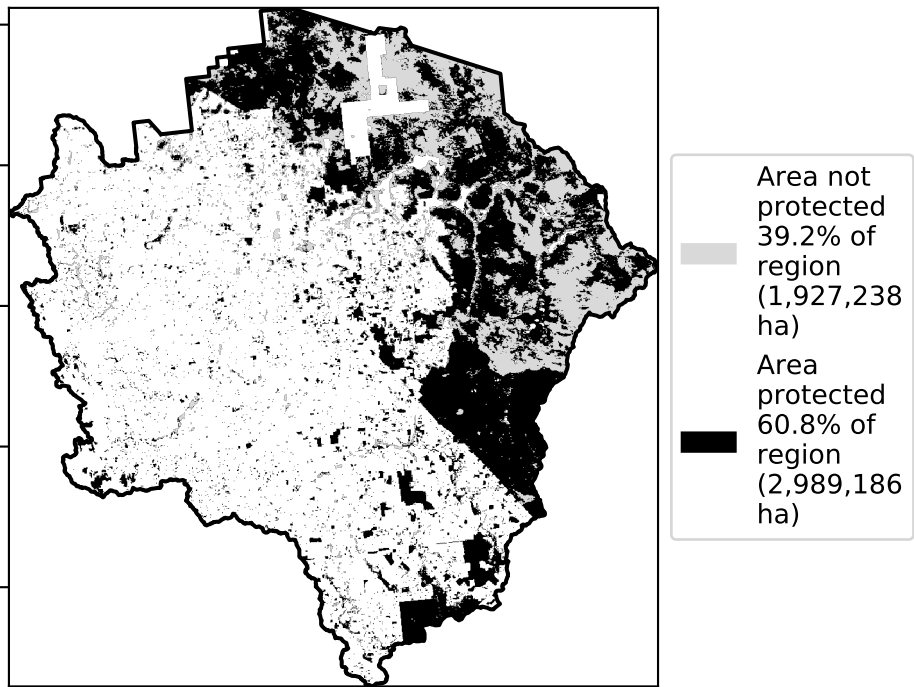 Area not
protected
39.2% of
region
(1,927,238
ha)
Area
protected
60.8% of
region
(2,989,186
ha)